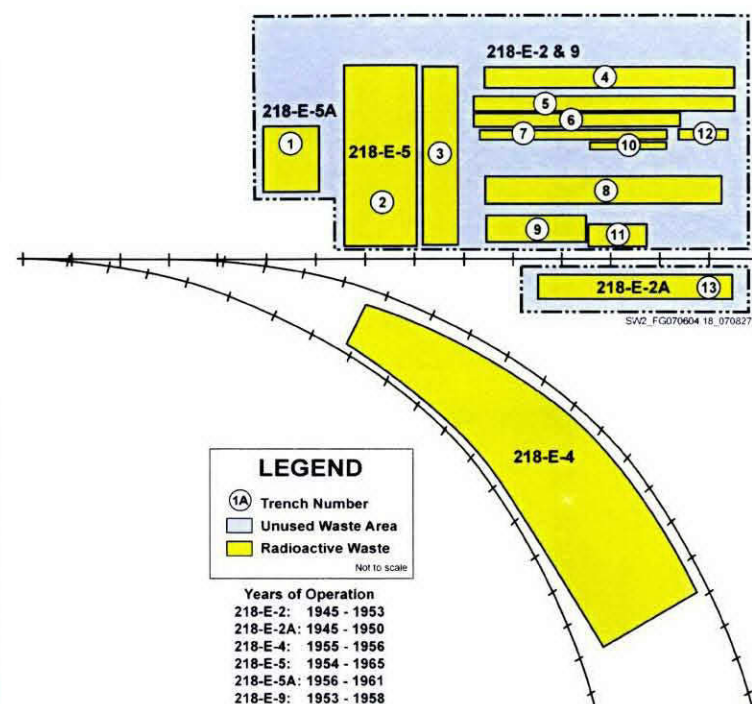 218-E-2 & 9
4
5
218-E-5A
6
1
7
12
3
10
218-E-5
2
8
9
11
218-E-2A
13
SW2_FG070604.18_070827
218-E-4
LEGEND
1A Trench Number
Unused Waste Area
Radioactive Waste
Not to scale
Years of Operation
218-E-2: 1945 - 1953
218-E-2A: 1945 - 1950
218-E-4: 1955 - 1956
218-E-5: 1954 - 1965
218-E-5A: 1956 - 1961
218-E-9: 1953 - 1958